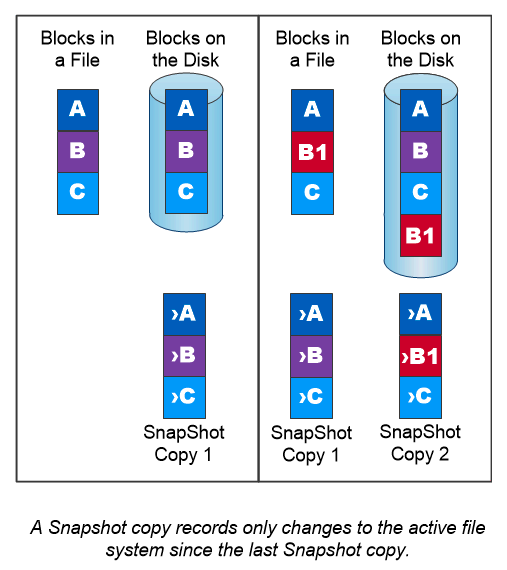 Blocks in
a File
Blocks on
the Disk
A
B
C
A
B
C
›A
›B
›C
SnapShot
Copy 1
Blocks in
a File
Blocks on
the Disk
A
B1
C
A
B
C
B1
›A
›B
›C
SnapShot
Copy 1
›A
›B1
›C
SnapShot
Copy 2
A Snapshot copy records only changes to the active file
system since the last Snapshot copy.